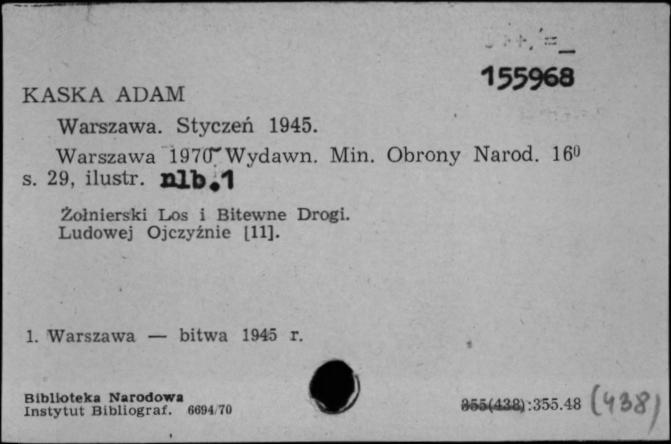 155968
KASKA ADAM
Warszawa. Styczeń 1945.
Warszawa 1970 Wydawn. Min. Obrony Narod. 16⁰
s. 29, ilustr. nlb.1
Żołnierski Los i Bitewne Drogi.
Ludowej Ojczyźnie [11].
1. Warszawa — bitwa 1945 r.
Biblioteka Narodowa
Instytut Bibliograf. 6694/70
355(438):355.48 (438)